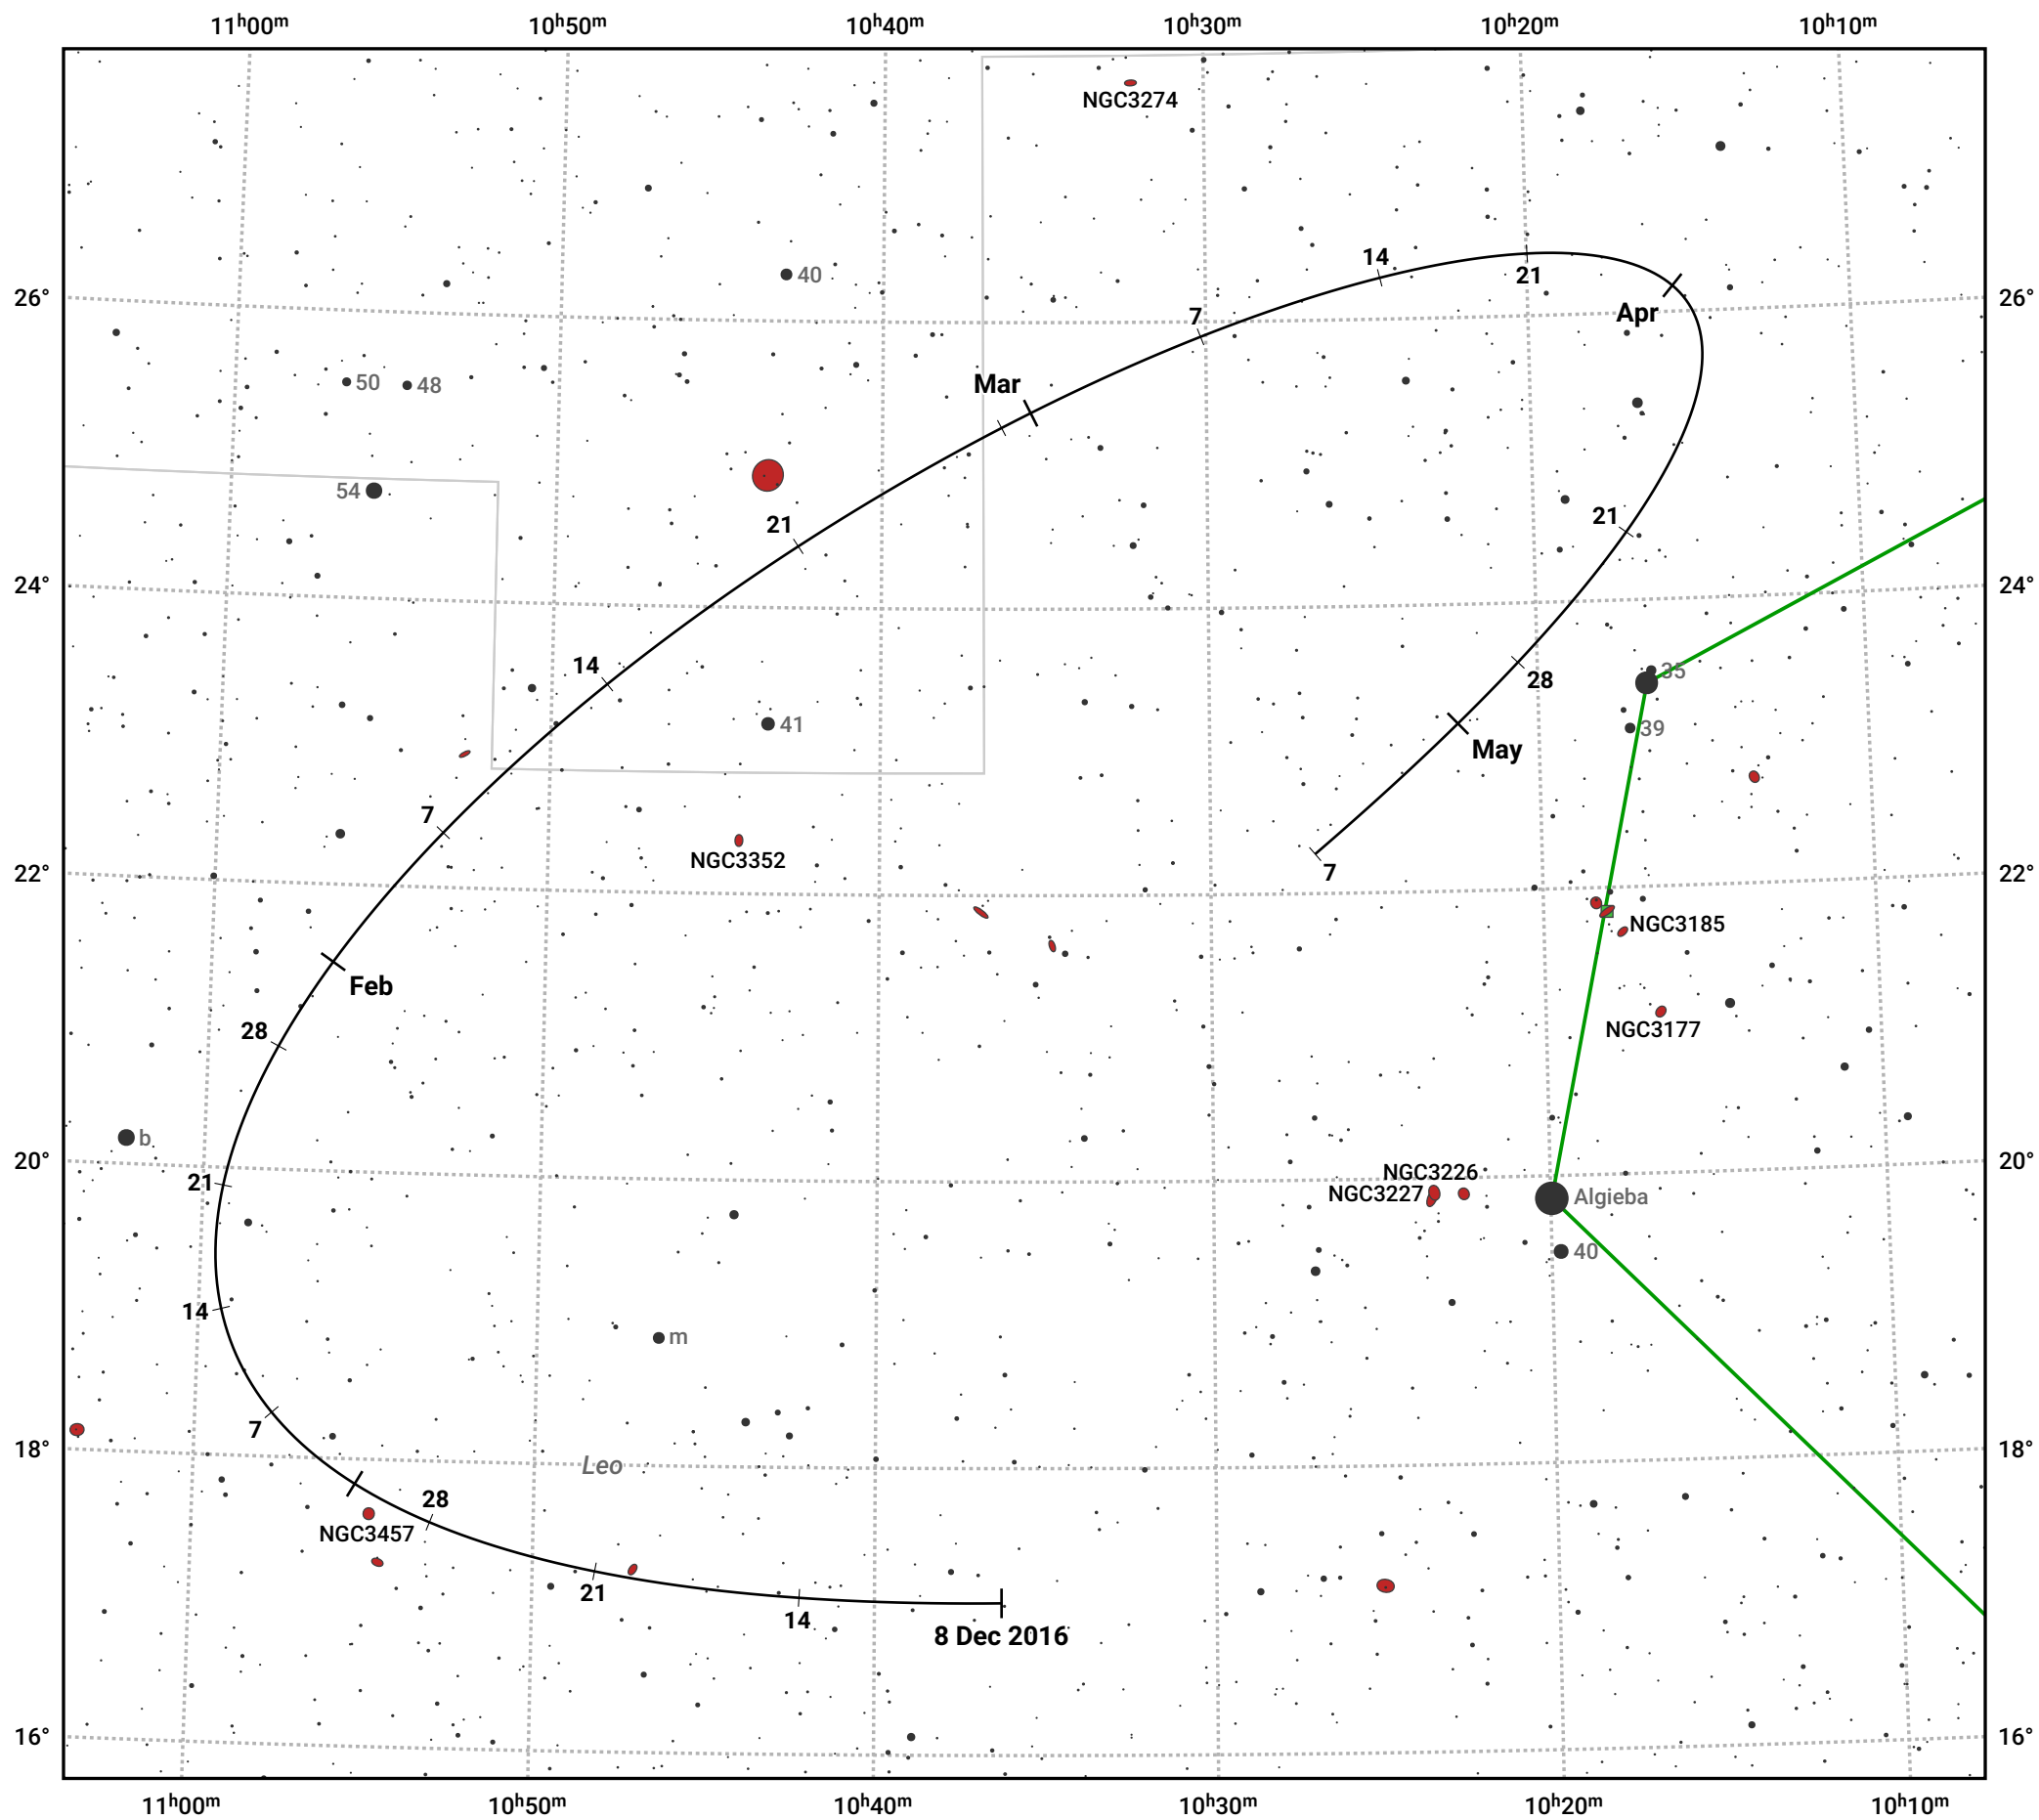 11h00m 10h50m 10h40m 10h30m 10h20m 10h10m
NGC3274
14
40
21
26° 26°
Apr
7
50 48
Mar
54
21
21
24° 24°
14
35
28
41
39
May
7
NGC3352
7
22° 22°
NGC3185
Feb
NGC3177
28
b
20° 20°
NGC3226
21
NGC3227 Algieba
40
14
m
7
18° 18°
Leo
28
NGC3457
21
14
8 Dec 2016
16° 16°
11h00m 10h50m 10h40m 10h30m 10h20m 10h10m